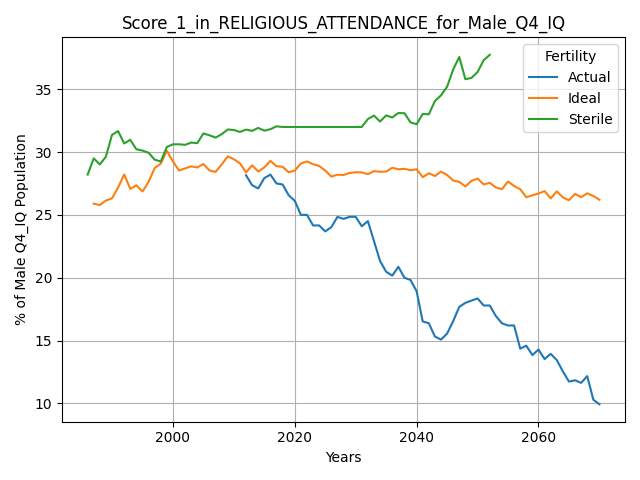 Score_1_in_RELIGIOUS_ATTENDANCE_for_Male_Q4_IQ
Fertility
Actual
Ideal
Sterile
% of Male Q4_IQ Population
35
30
25
20
15
10
2000
2020
2040
2060
Years